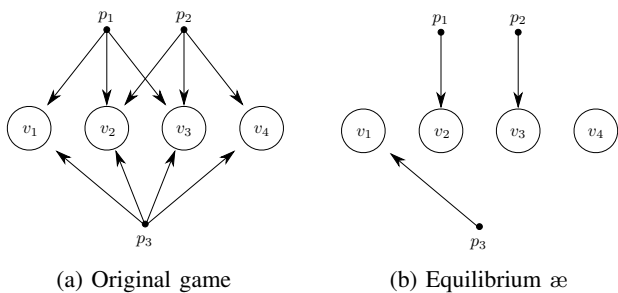 p₁ p₂ p₁ p₂
v₁ v₂ v₃ v₄ v₁ v₂ v₃ v₄
p₃ p₃
(a) Original game (b) Equilibrium æ